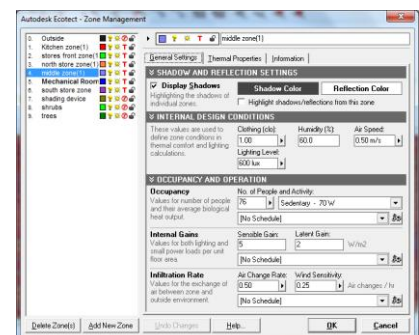 Autodesk Ecotect - Zone Management
0. Outside
1. Kitchen zone(1)
2. stores front zone(1)
3. north store zone(1)
4. middle zone(1)
5. Mechanical Room
6. south store zone
7. shading device
8. shrubs
9. trees
middle zone(1)
General Settings Thermal Properties Information
SHADOW AND REFLECTION SETTINGS
Display Shadows
Highlighting the shadows of
individual zones.
Shadow Color Reflection Color
Highlight shadows/reflections from this zone
INTERNAL DESIGN CONDITIONS
These values are used to
define zone conditions in
thermal comfort and lighting
calculations.
Clothing (clo): Humidity (%): Air Speed:
1.00 60.0 0.50 m/s
Lighting Level:
600 lux
OCCUPANCY AND OPERATION
Occupancy
Values for number of people
and their average biological
heat output.
No. of People and Activity:
76 Sedentary - 70 W
[No Schedule]
Internal Gains
Values for both lighting and
small power loads per unit
floor area.
Sensible Gain: Latent Gain:
5 2 W/m2
[No Schedule]
Infiltration Rate
Values for the exchange of
air between zone and
outside environment.
Air Change Rate: Wind Sensitivity:
0.50 0.25 Air changes / hr
[No Schedule]
Delete Zone(s) Add New Zone Undo Changes Help... OK Cancel